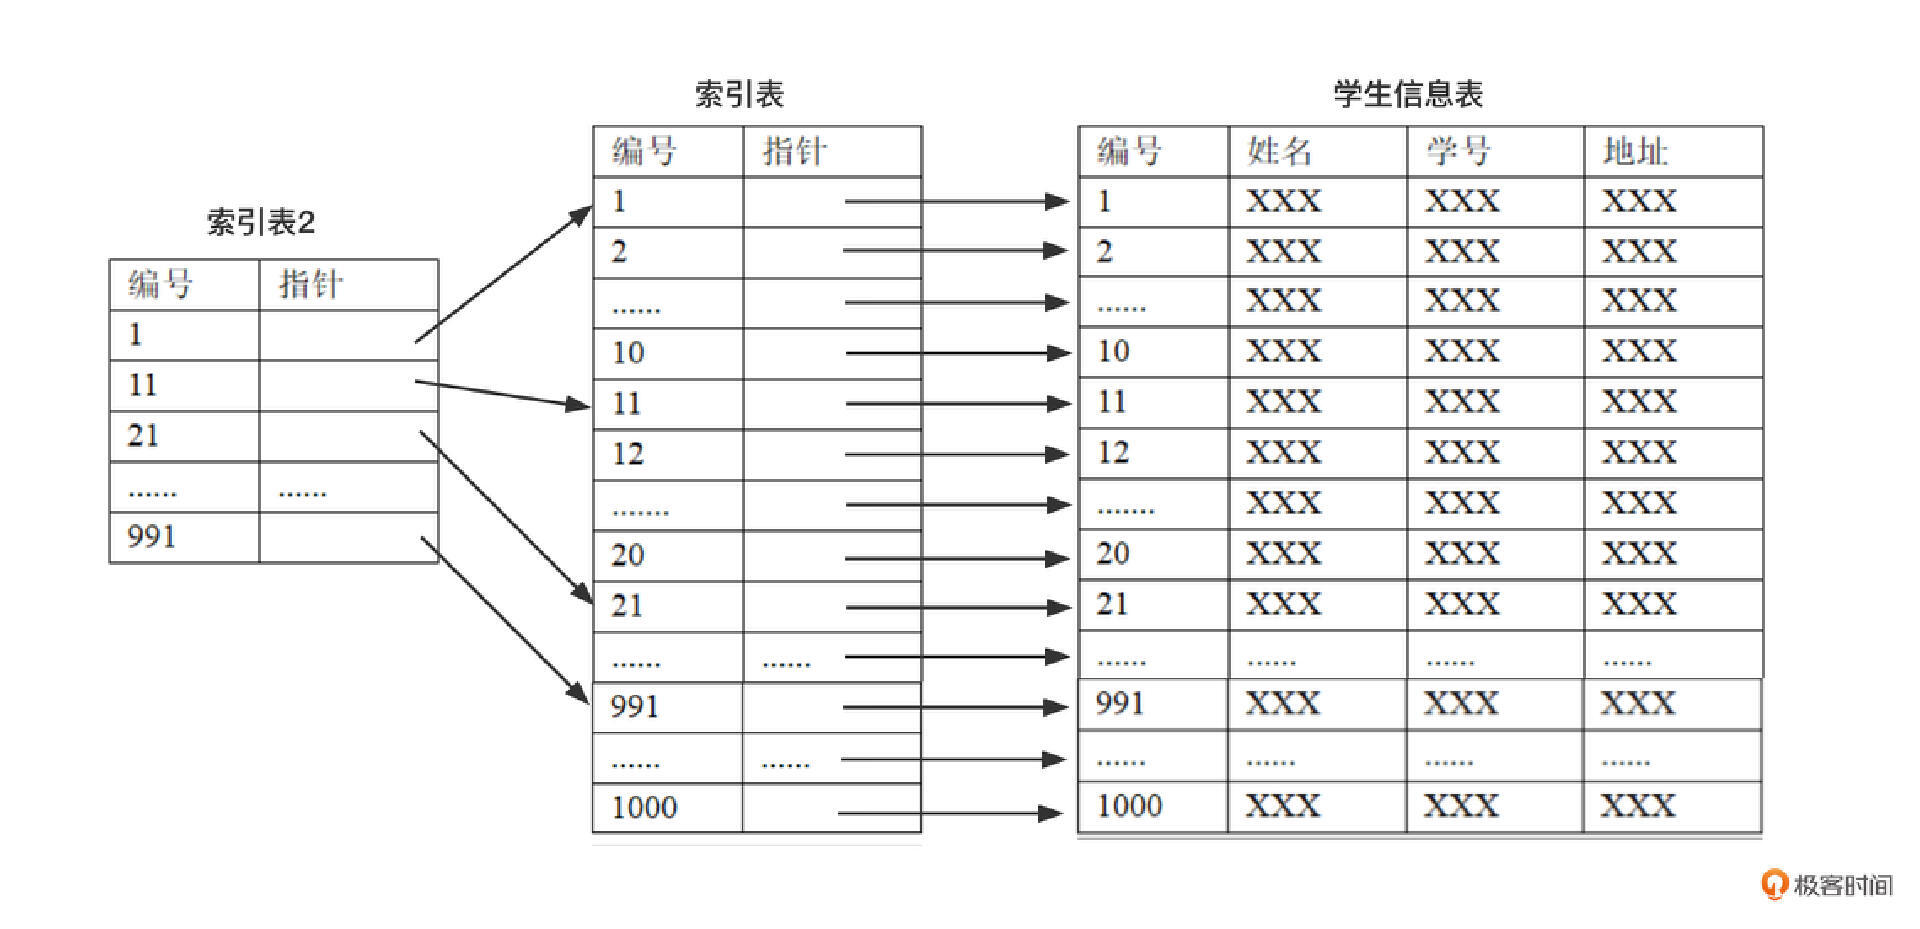 索引表2
编号 指针
1
11
21
...... ......
991
索引表
编号 指针
1
2
......
10
11
12
.......
20
21
...... ......
991
...... ......
1000
学生信息表
编号 姓名 学号 地址
1 XXX XXX XXX
2 XXX XXX XXX
...... XXX XXX XXX
10 XXX XXX XXX
11 XXX XXX XXX
12 XXX XXX XXX
....... XXX XXX XXX
20 XXX XXX XXX
21 XXX XXX XXX
...... ...... ...... ......
991 XXX XXX XXX
...... ...... ...... ......
1000 XXX XXX XXX
极客时间